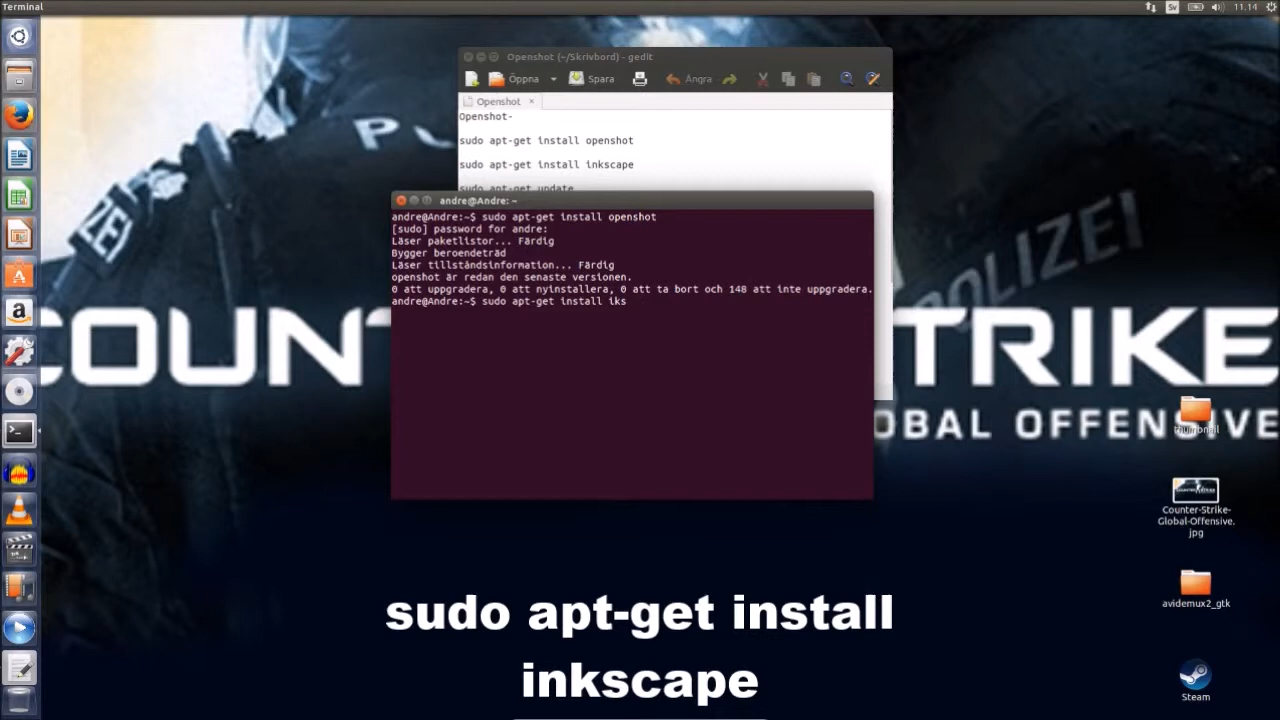 Terminal
Sv
11.14
Openshot (~/Skrivbord) - gedit
Öppna
Spara
Ångra
Openshot ×
Openshot-
sudo apt-get install openshot
sudo apt-get install inkscape
sudo apt-get update
andre@Andre: ~
andre@Andre:~$ sudo apt-get install openshot
[sudo] password for andre:
Läser paketlistor... Färdig
Bygger beroendeträd
Läser tillståndsinformation... Färdig
openshot är redan den senaste versionen.
0 att uppgradera, 0 att nyinstallera, 0 att ta bort och 148 att inte uppgradera.
andre@Andre:~$ sudo apt-get install iks
POLIZEI
ZEI
COUNT
STRIKE
OBAL OFFENSIVE
thumbnail
Counter-Strike-
Global-Offensive.
jpg
avidemux2_gtk
Steam
sudo apt-get install
inkscape